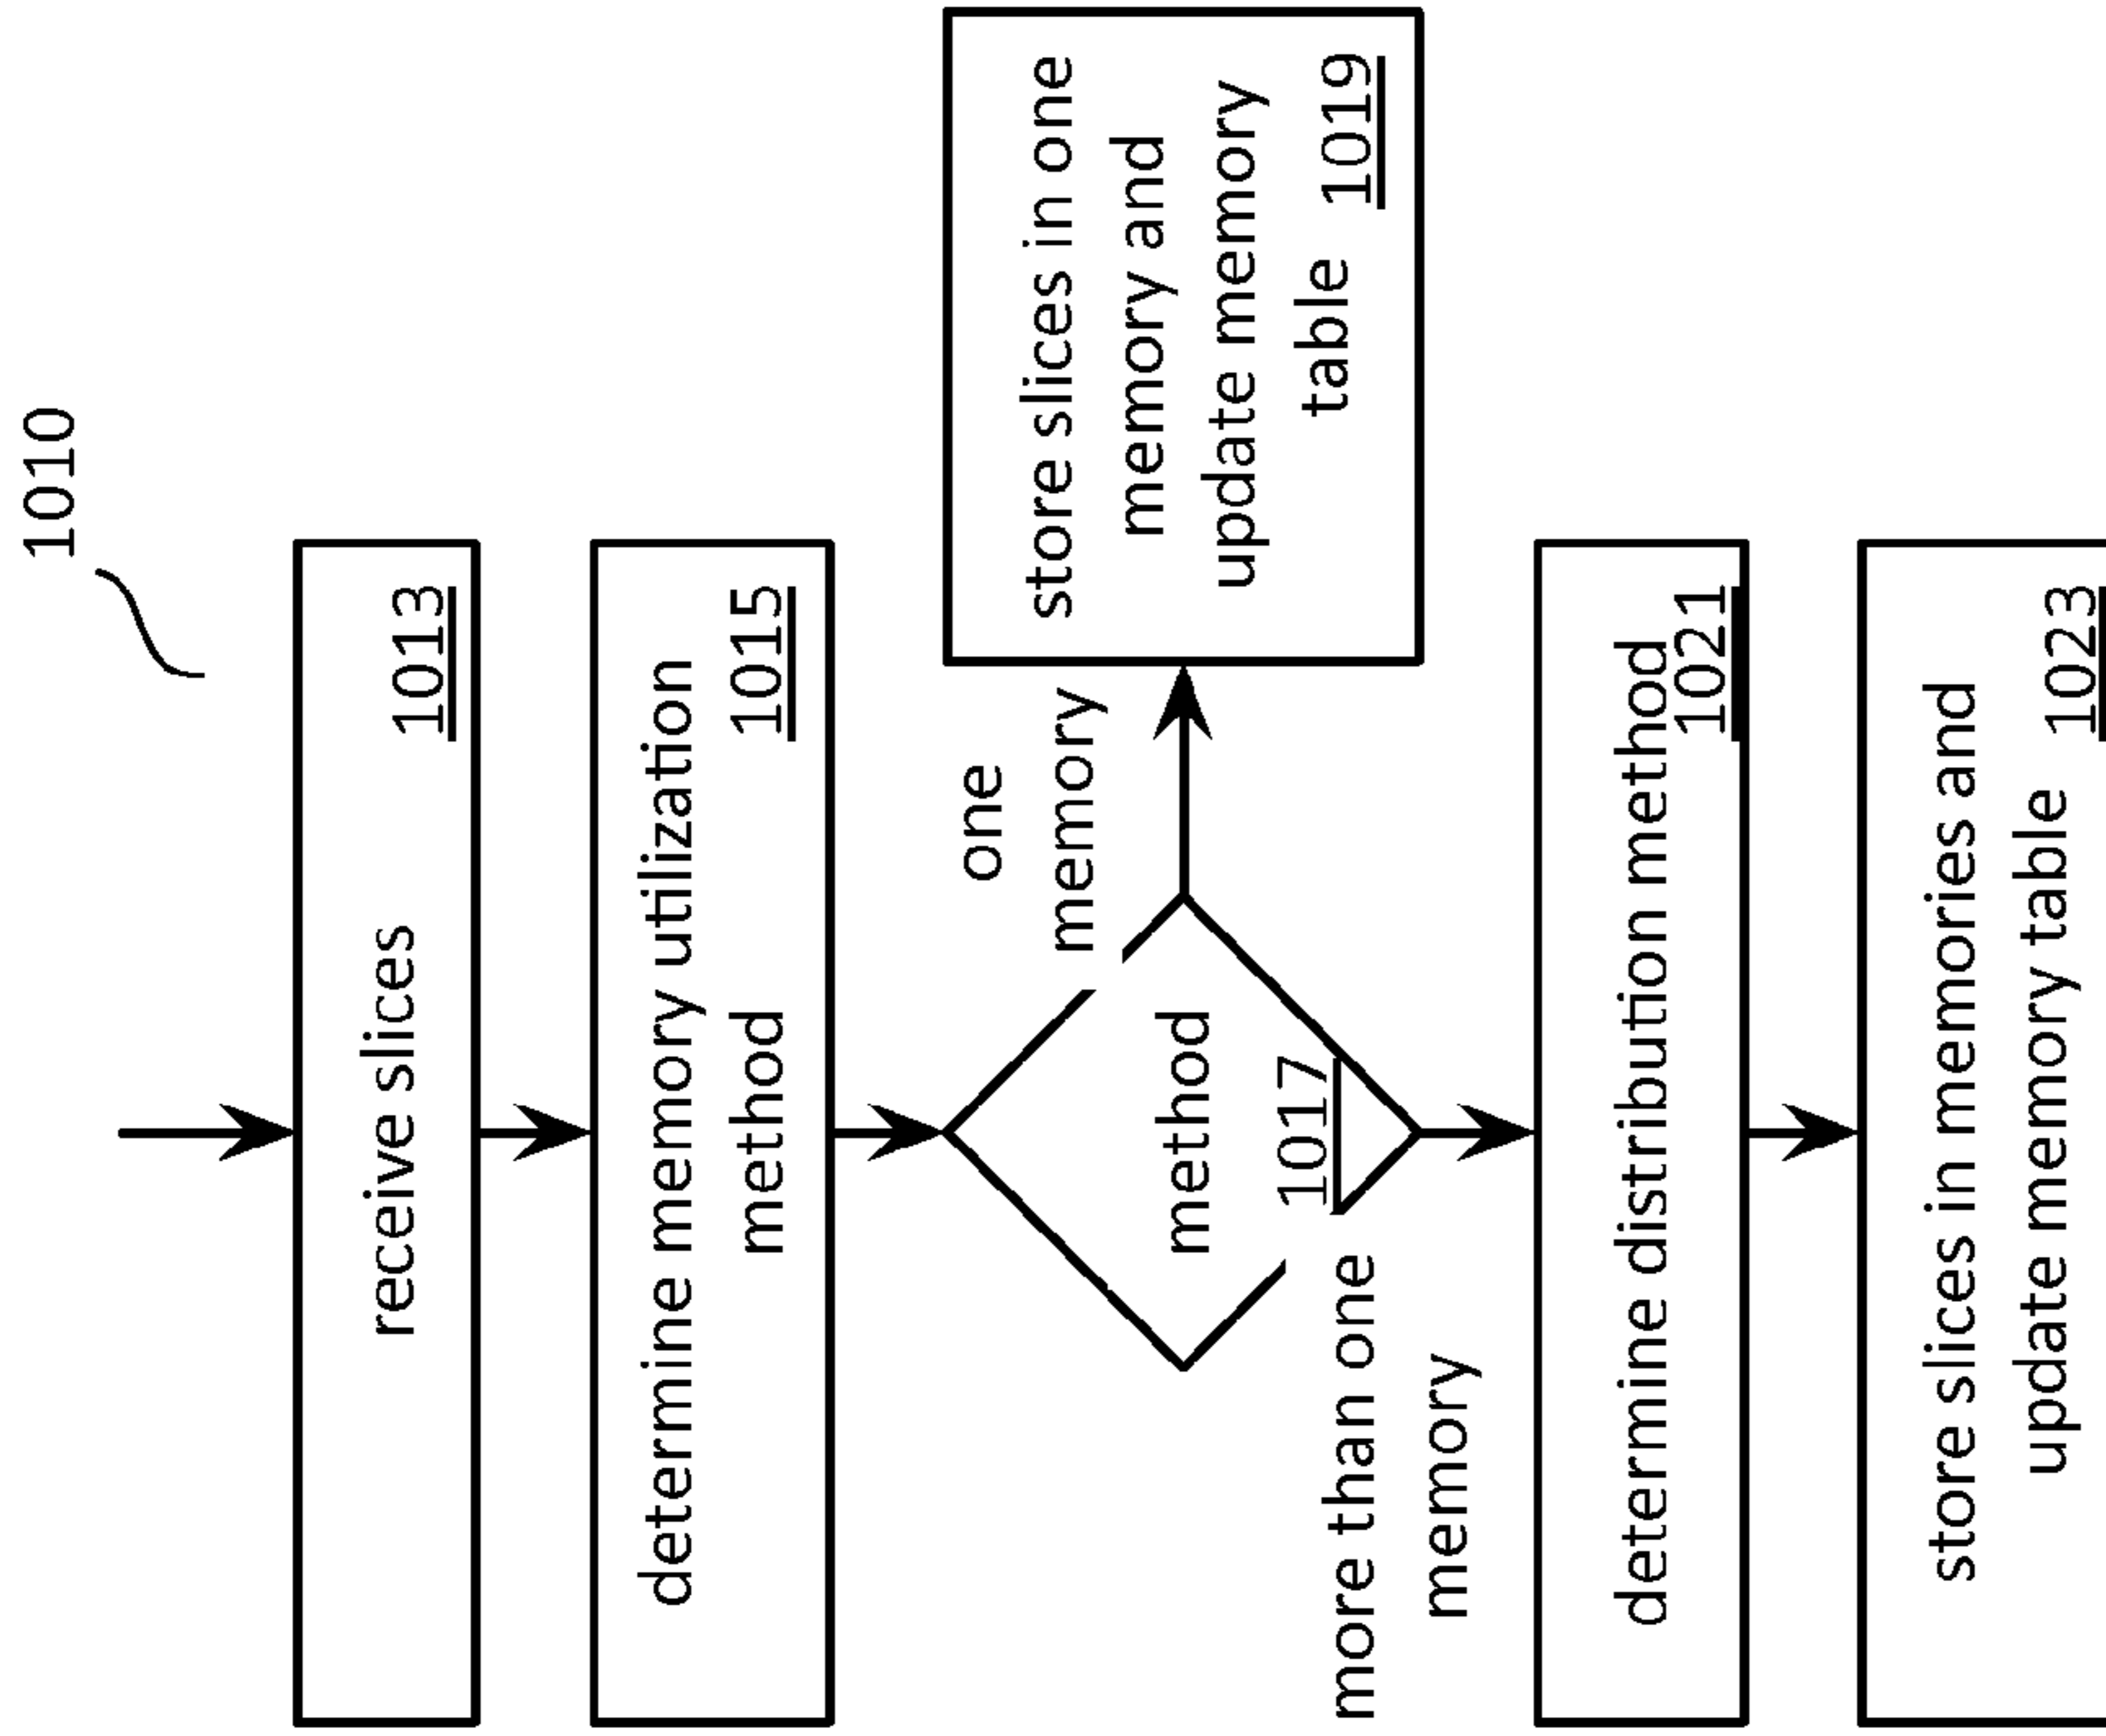 1010
receive slices
1013
determine memory utilization
method
1015
method
1017
one
memory
store slices in one
memory and
update memory
table 1019
more than one
memory
determine distribution method
1021
store slices in memories and
update memory table 1023